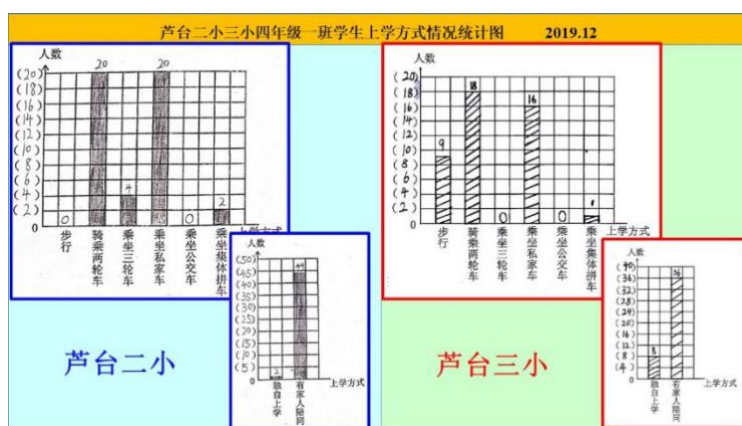 芦台二小三小四年级一班学生上学方式情况统计图 2019.12
人数
(20)
(18)
(16)
(14)
(12)
(10)
(8)
(6)
(4)
(2)
0
0 20 4 20 0 2
步行 骑乘两轮车 乘坐三轮车 乘坐私家车 乘坐公交车 乘坐集体拼车
上学方式
人数
(50)
(45)
(40)
(35)
(30)
(25)
(20)
(15)
(10)
(5)
0
2 44
独自上学 有家人陪同
上学方式
芦台二小
人数
(20)
(18)
(16)
(14)
(12)
(10)
(8)
(6)
(4)
(2)
0
9 18 0 16 0 1
步行 骑乘两轮车 乘坐三轮车 乘坐私家车 乘坐公交车 乘坐集体拼车
上学方式
人数
(40)
(36)
(32)
(28)
(24)
(20)
(16)
(12)
(8)
(4)
0
8 36
独自上学 有家人陪同
上学方式
芦台三小